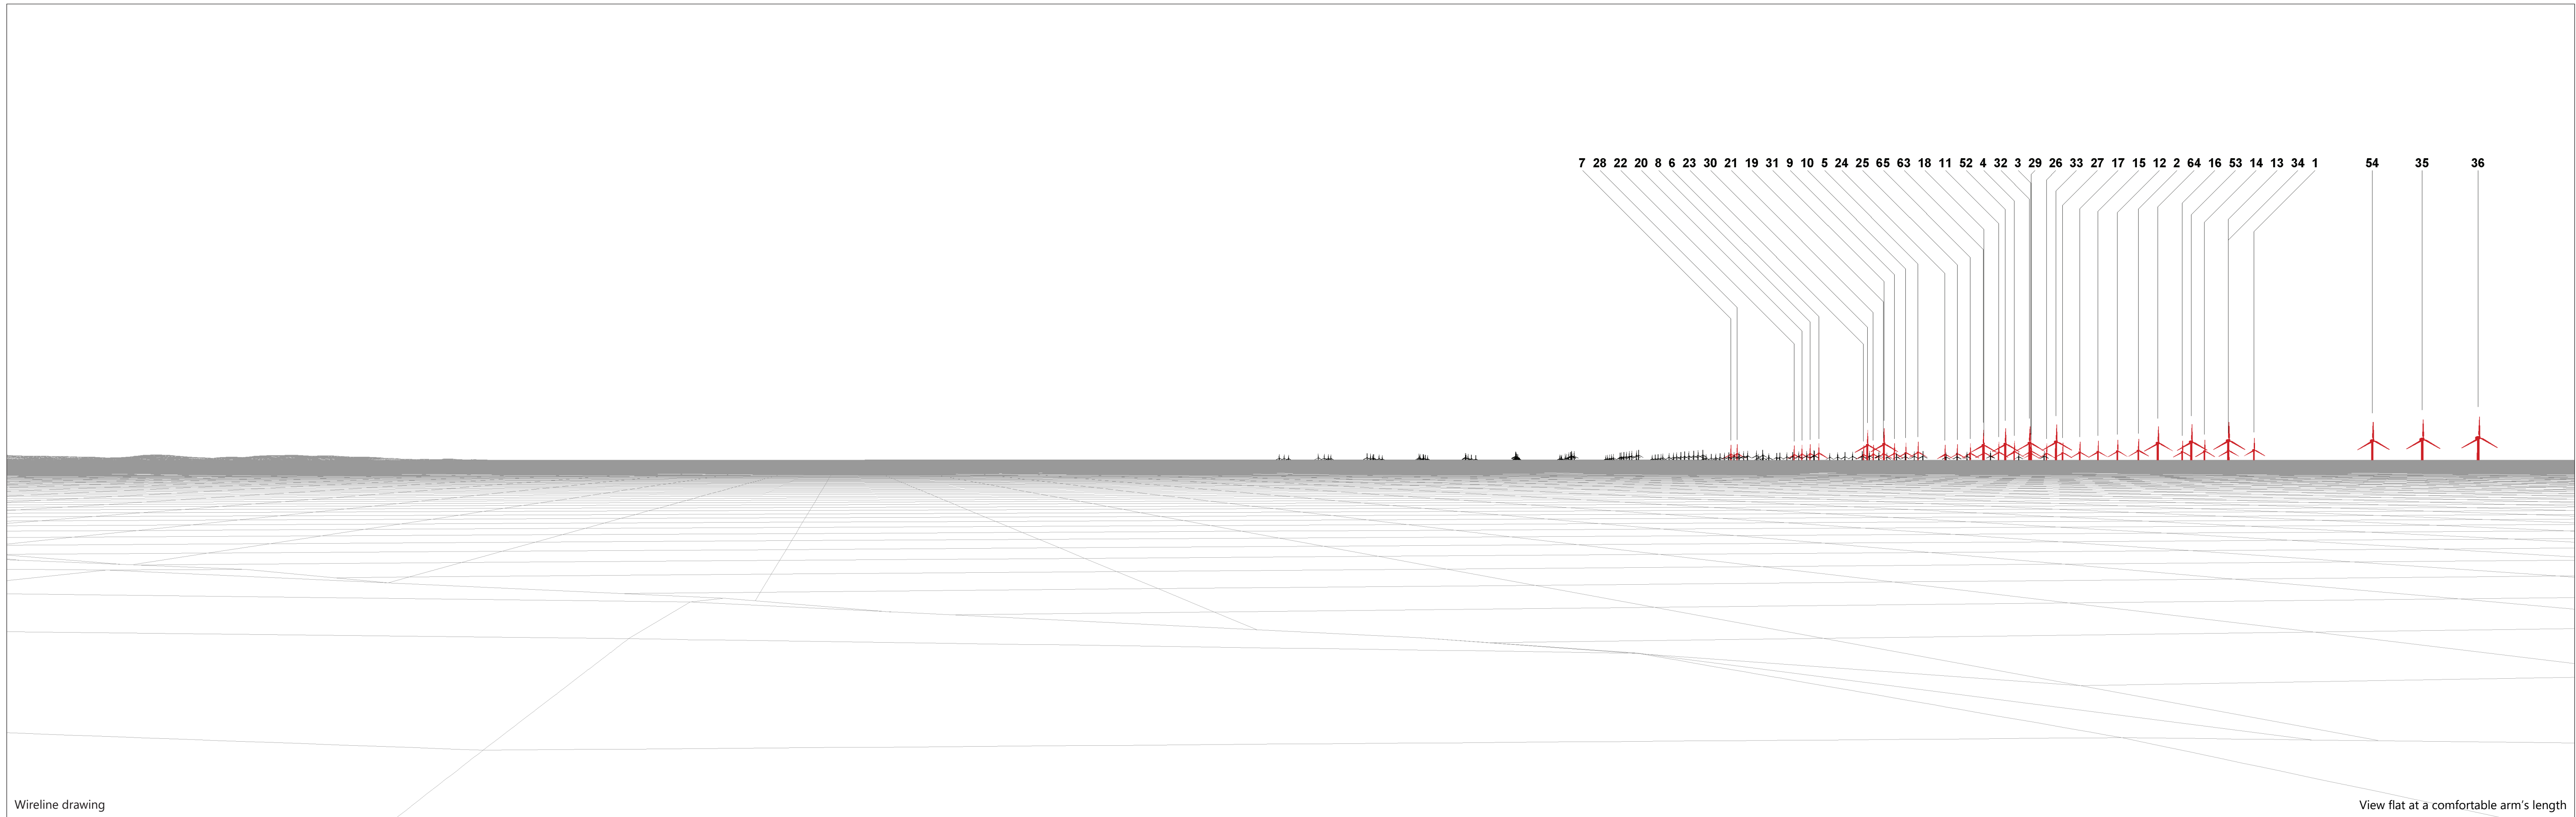 7 28 22 20 8 6 23 30 21 19 31 9 10 5 24 25 65 63 18 11 52 4 32 3 29 26 33 27 17 15 12 2 64 16 53 14 13 34 1 54 35 36
Wireline drawing
View flat at a comfortable arm's length